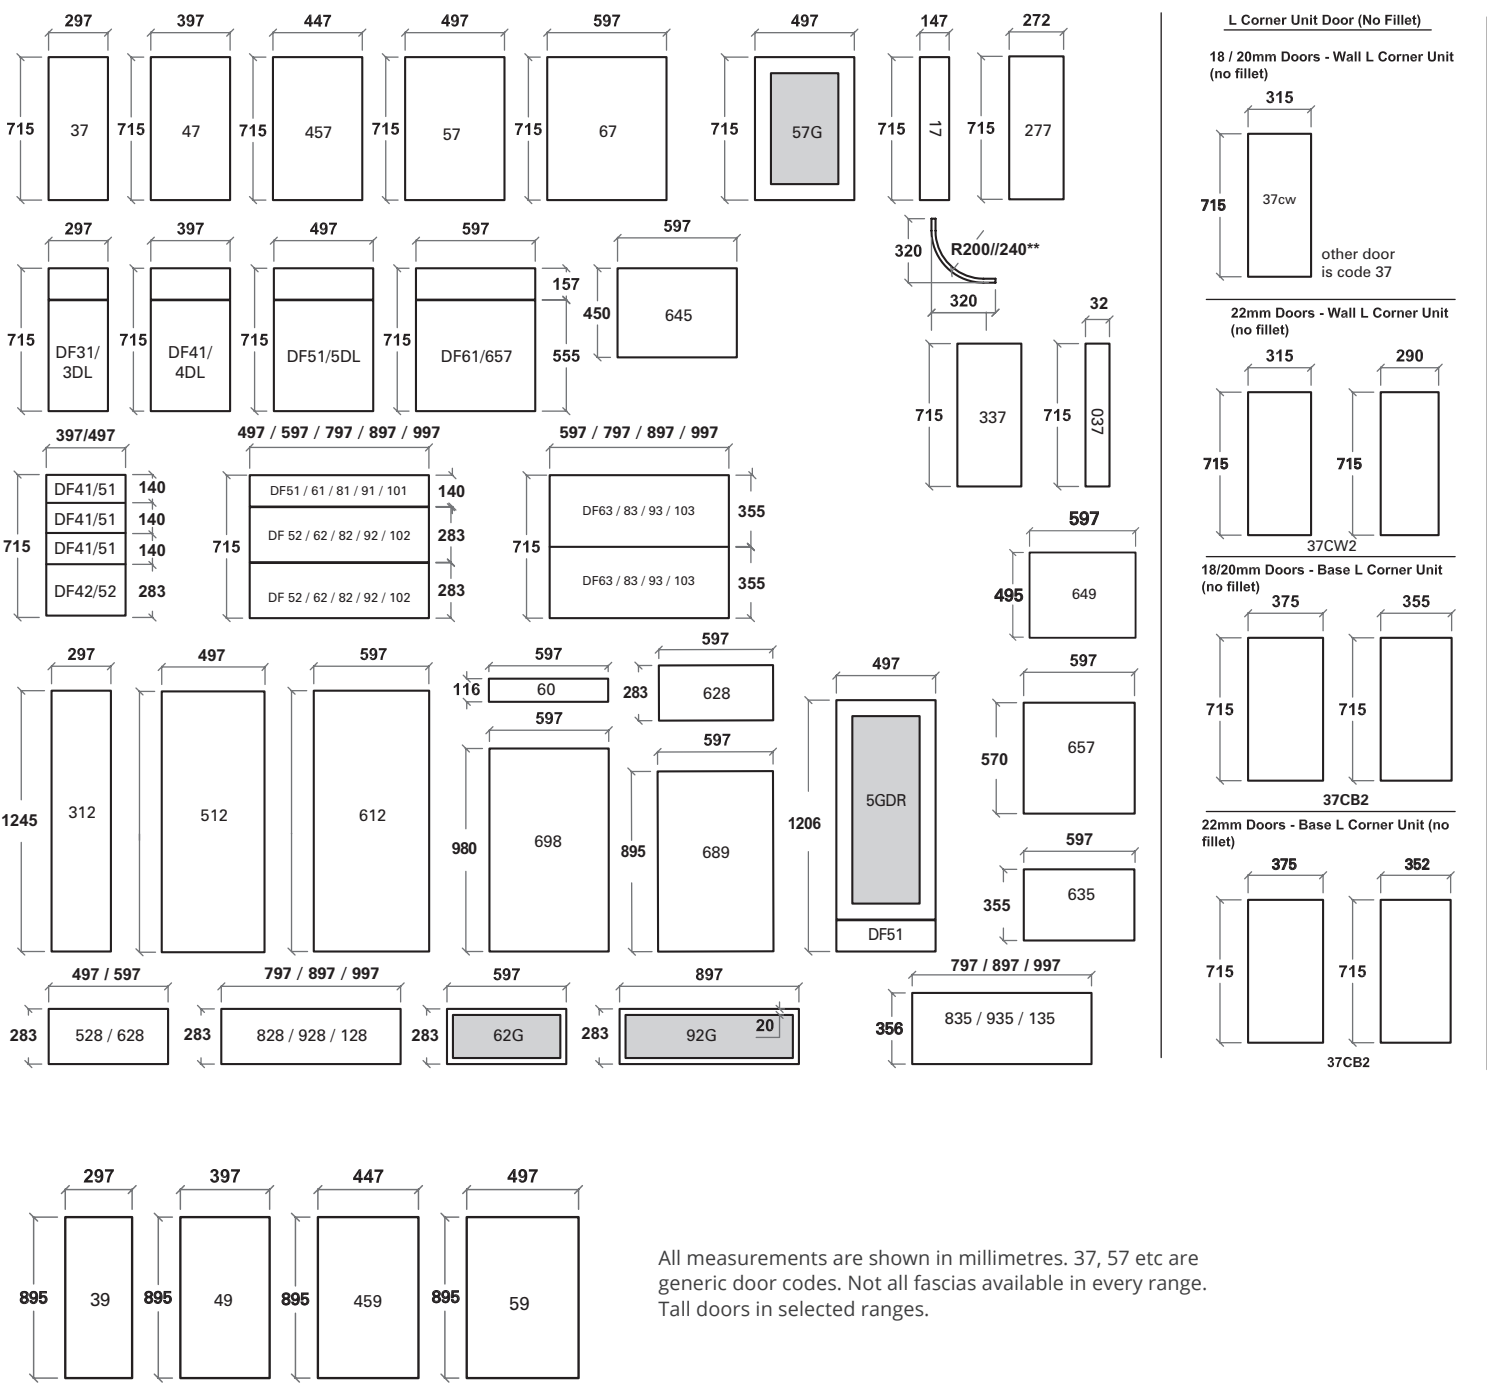 297 397 447 497 597 497 147 272
715 37 715 47 715 457 715 57 715 67 715 57G 715 17 715 277
297 397 497 597 597
320 R200//240**
320
715 DF31/
3DL
715 DF41/
4DL
715 DF51/5DL 715 DF61/657 157
555
450 645
32
715 337 715 037
397/497 497 / 597 / 797 / 897 / 997 597 / 797 / 897 / 997
715 DF41/51 140
DF41/51 140
DF41/51 140
DF42/52 283
715 DF51 / 61 / 81 / 91 / 101 140
DF 52 / 62 / 82 / 92 / 102 283
DF 52 / 62 / 82 / 92 / 102 283
715 DF63 / 83 / 93 / 103 355
DF63 / 83 / 93 / 103 355
597
495 649
297 497 597
1245 312 512 612
597
116 60
597
980 698
597
283 628
597
895 689
497
1206 5GDR
DF51
597
570 657
597
355 635
497 / 597 797 / 897 / 997 597 897 797 / 897 / 997
283 528 / 628 283 828 / 928 / 128 283 62G 283 92G 20 356 835 / 935 / 135
L Corner Unit Door (No Fillet)
18 / 20mm Doors - Wall L Corner Unit
(no fillet)
315
715 37cw
other door
is code 37
22mm Doors - Wall L Corner Unit
(no fillet)
315 290
715 715
37CW2
18/20mm Doors - Base L Corner Unit
(no fillet)
375 355
715 715
37CB2
22mm Doors - Base L Corner Unit (no
fillet)
375 352
715 715
37CB2
297 397 447 497
895 39 895 49 895 459 895 59
All measurements are shown in millimetres. 37, 57 etc are
generic door codes. Not all fascias available in every range.
Tall doors in selected ranges.